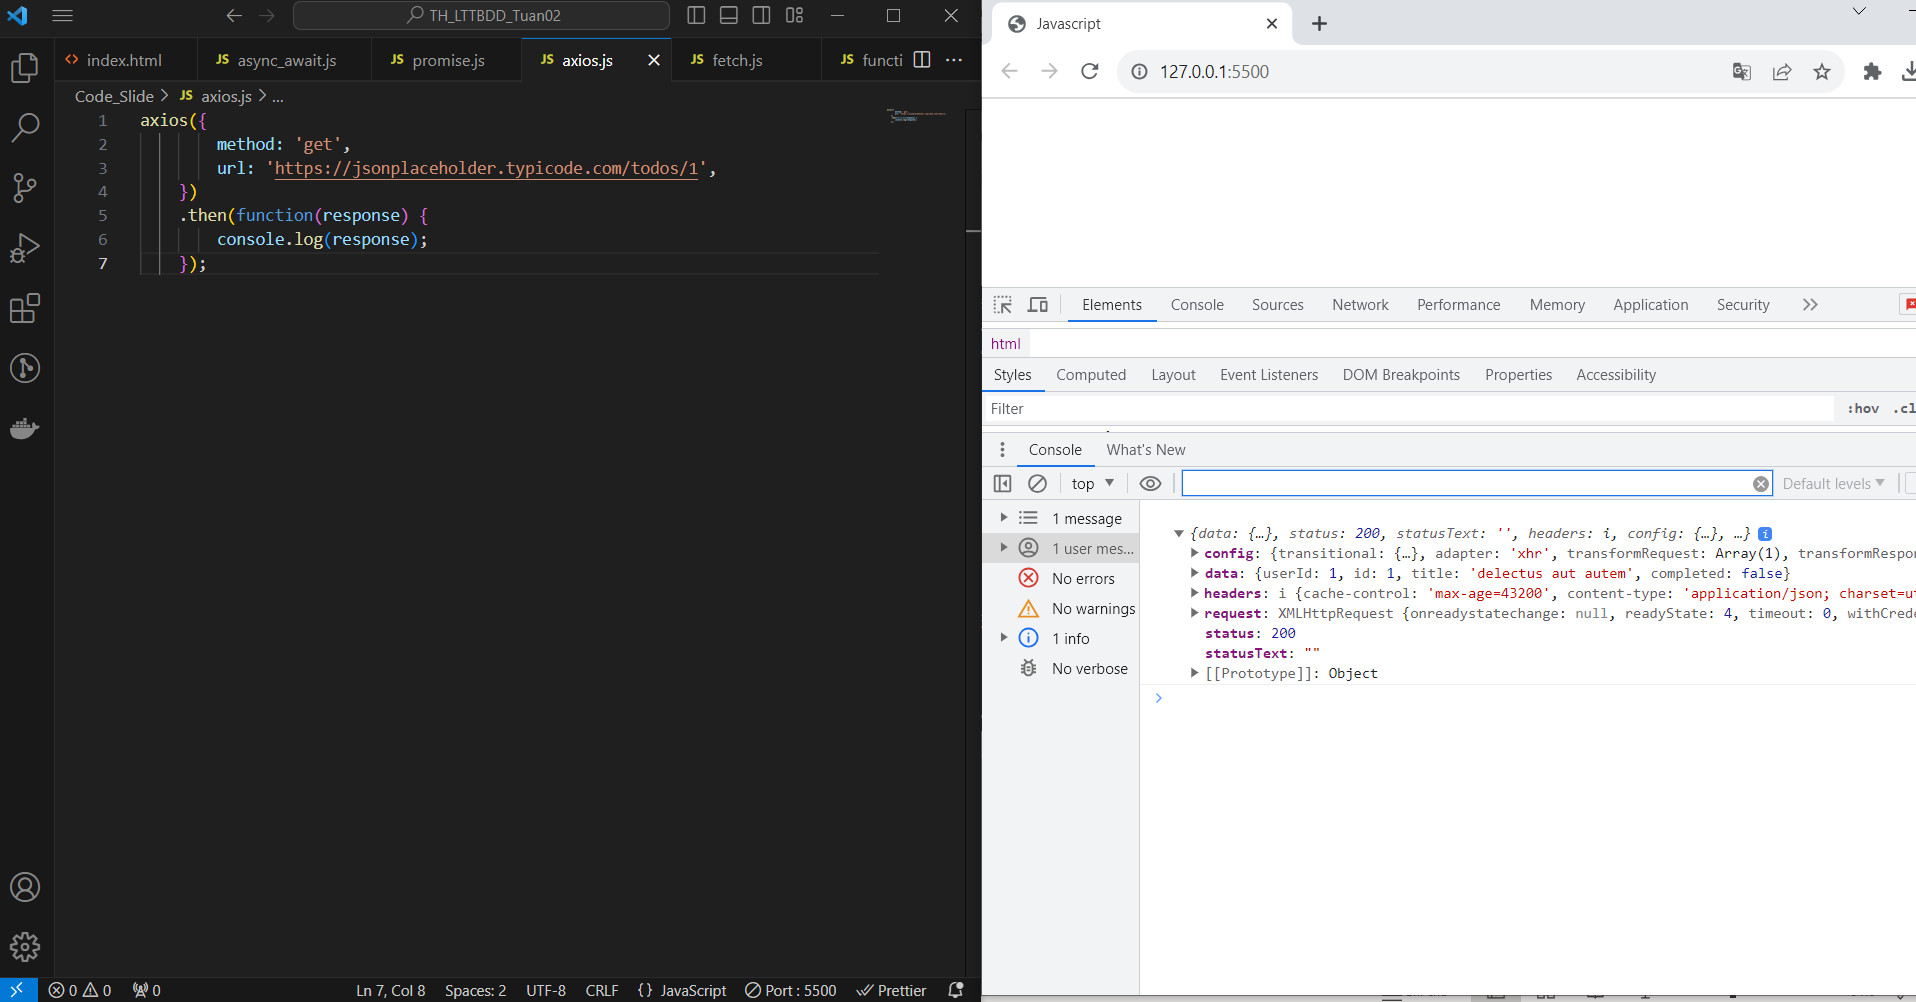 TH_LTTBDD_Tuan02
index.html
JS async_await.js
JS promise.js
JS axios.js
JS fetch.js
JS functi
Code_Slide > JS axios.js > ...
1 axios({
2 method: 'get',
3 url: 'https://jsonplaceholder.typicode.com/todos/1',
4 })
5 .then(function(response) {
6 console.log(response);
7 });
0 0 0 Ln 7, Col 8 Spaces: 2 UTF-8 CRLF {} JavaScript Port : 5500 Prettier
Javascript
127.0.0.1:5500
Elements Console Sources Network Performance Memory Application Security
html
Styles Computed Layout Event Listeners DOM Breakpoints Properties Accessibility
Filter :hov .cl
Console What's New
top Default levels
1 message
1 user mes...
No errors
No warnings
1 info
No verbose
{data: {…}, status: 200, statusText: '', headers: i, config: {…}, …} i
config: {transitional: {…}, adapter: 'xhr', transformRequest: Array(1), transformRespor
data: {userId: 1, id: 1, title: 'delectus aut autem', completed: false}
headers: i {cache-control: 'max-age=43200', content-type: 'application/json; charset=ut
request: XMLHttpRequest {onreadystatechange: null, readyState: 4, timeout: 0, withCrede
status: 200
statusText: ""
[[Prototype]]: Object